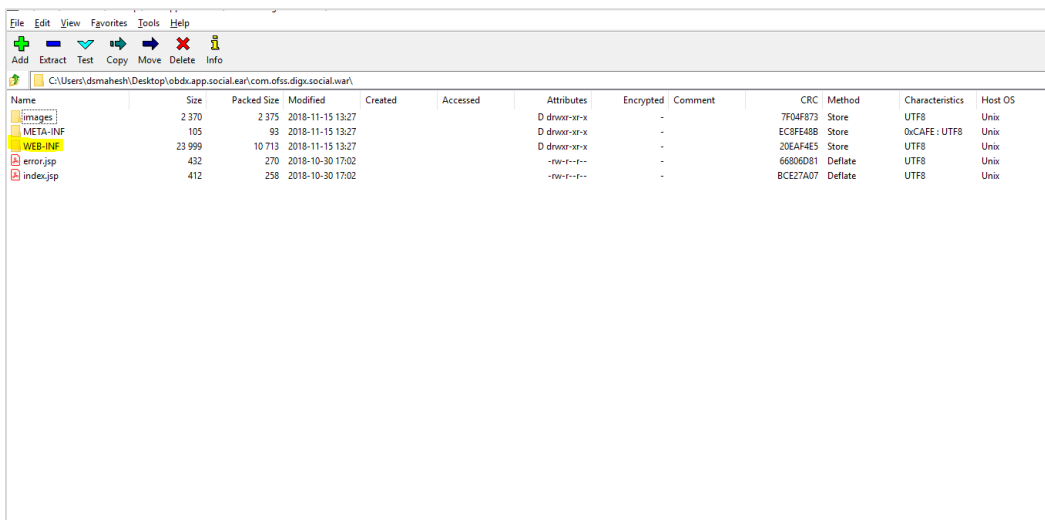 File Edit View Favorites Tools Help
Add Extract Test Copy Move Delete Info
C:\Users\dsmahesh\Desktop\obdx.app.social.ear\com.ofss.digx.social.war\
Name Size Packed Size Modified Created Accessed Attributes Encrypted Comment CRC Method Characteristics Host OS
images 2 370 2 375 2018-11-15 13:27 D drwxr-xr-x - 7F04F873 Store UTF8 Unix
META-INF 105 93 2018-11-15 13:27 D drwxr-xr-x - EC8FE48B Store 0xCAFE : UTF8 Unix
WEB-INF 23 999 10 713 2018-11-15 13:27 D drwxr-xr-x - 20EAF4E5 Store UTF8 Unix
error.jsp 432 270 2018-10-30 17:02 -rw-r--r-- - 66806D81 Deflate UTF8 Unix
index.jsp 412 258 2018-10-30 17:02 -rw-r--r-- - BCE27A07 Deflate UTF8 Unix